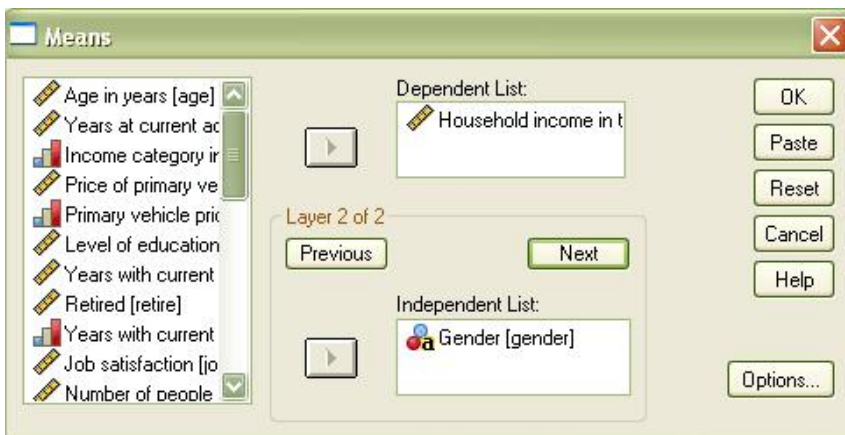 Means
Age in years [age]
Years at current ac
Income category ir
Price of primary ve
Primary vehicle pric
Level of education
Years with current
Retired [retire]
Years with current
Job satisfaction [jo
Number of people
Dependent List:
Household income in t
Layer 2 of 2
Previous
Next
Independent List:
a Gender [gender]
OK
Paste
Reset
Cancel
Help
Options...